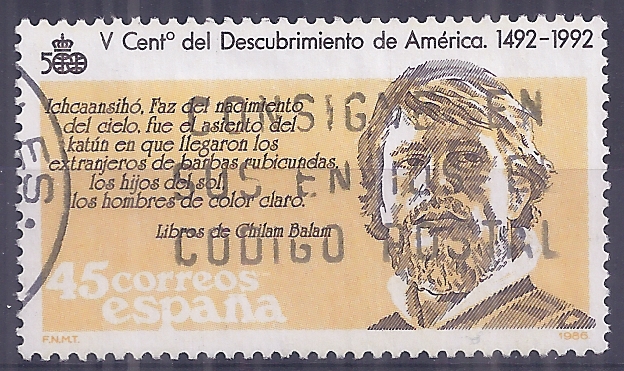 500
V Centº del Descubrimiento de América. 1492-1992
Ichcaansihó, Faz del nacimiento
del cielo, fue el asiento del
katún en que llegaron los
extranjeros de barbas rubicundas,
los hijos del sol,
los hombres de color claro.
Libros de Chilam Balam
CONSIGNE EN
SUS ENVIOS EL
CODIGO POSTAL
ES.
45 correos
españa
F.N.M.T.
1986